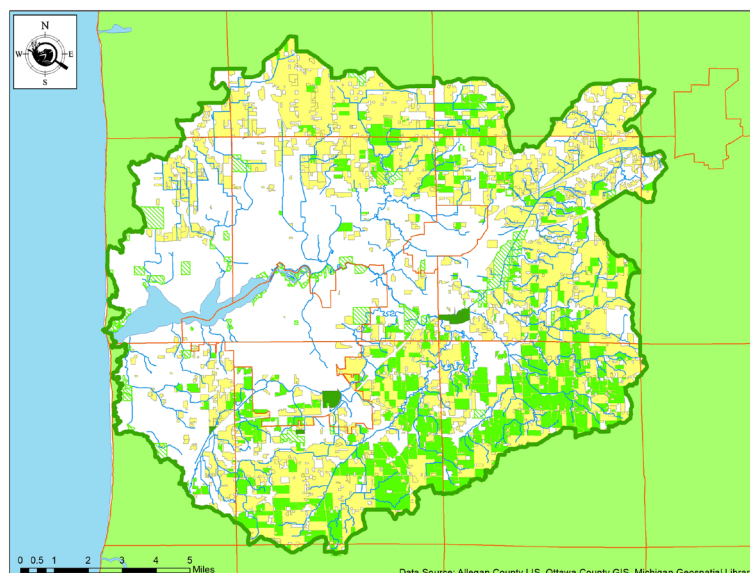 N
W E
S
0 0.5 1 2 3 4 5 Miles
Data Source: Allegan County LIS, Ottawa County GIS, Michigan Geospatial Librar